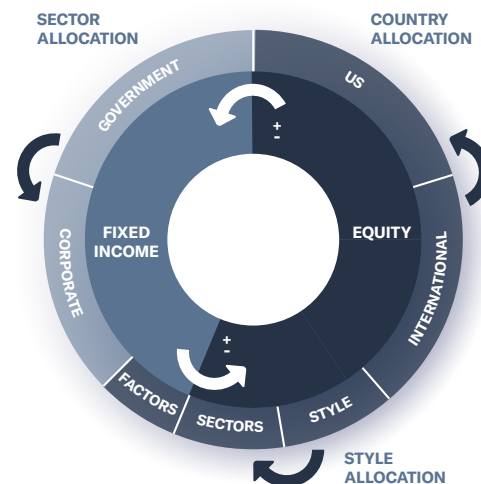 SECTOR
ALLOCATION
COUNTRY
ALLOCATION
GOVERNMENT
US
+
-
FIXED
INCOME
EQUITY
CORPORATE
INTERNATIONAL
+
-
FACTORS
SECTORS
STYLE
STYLE
ALLOCATION